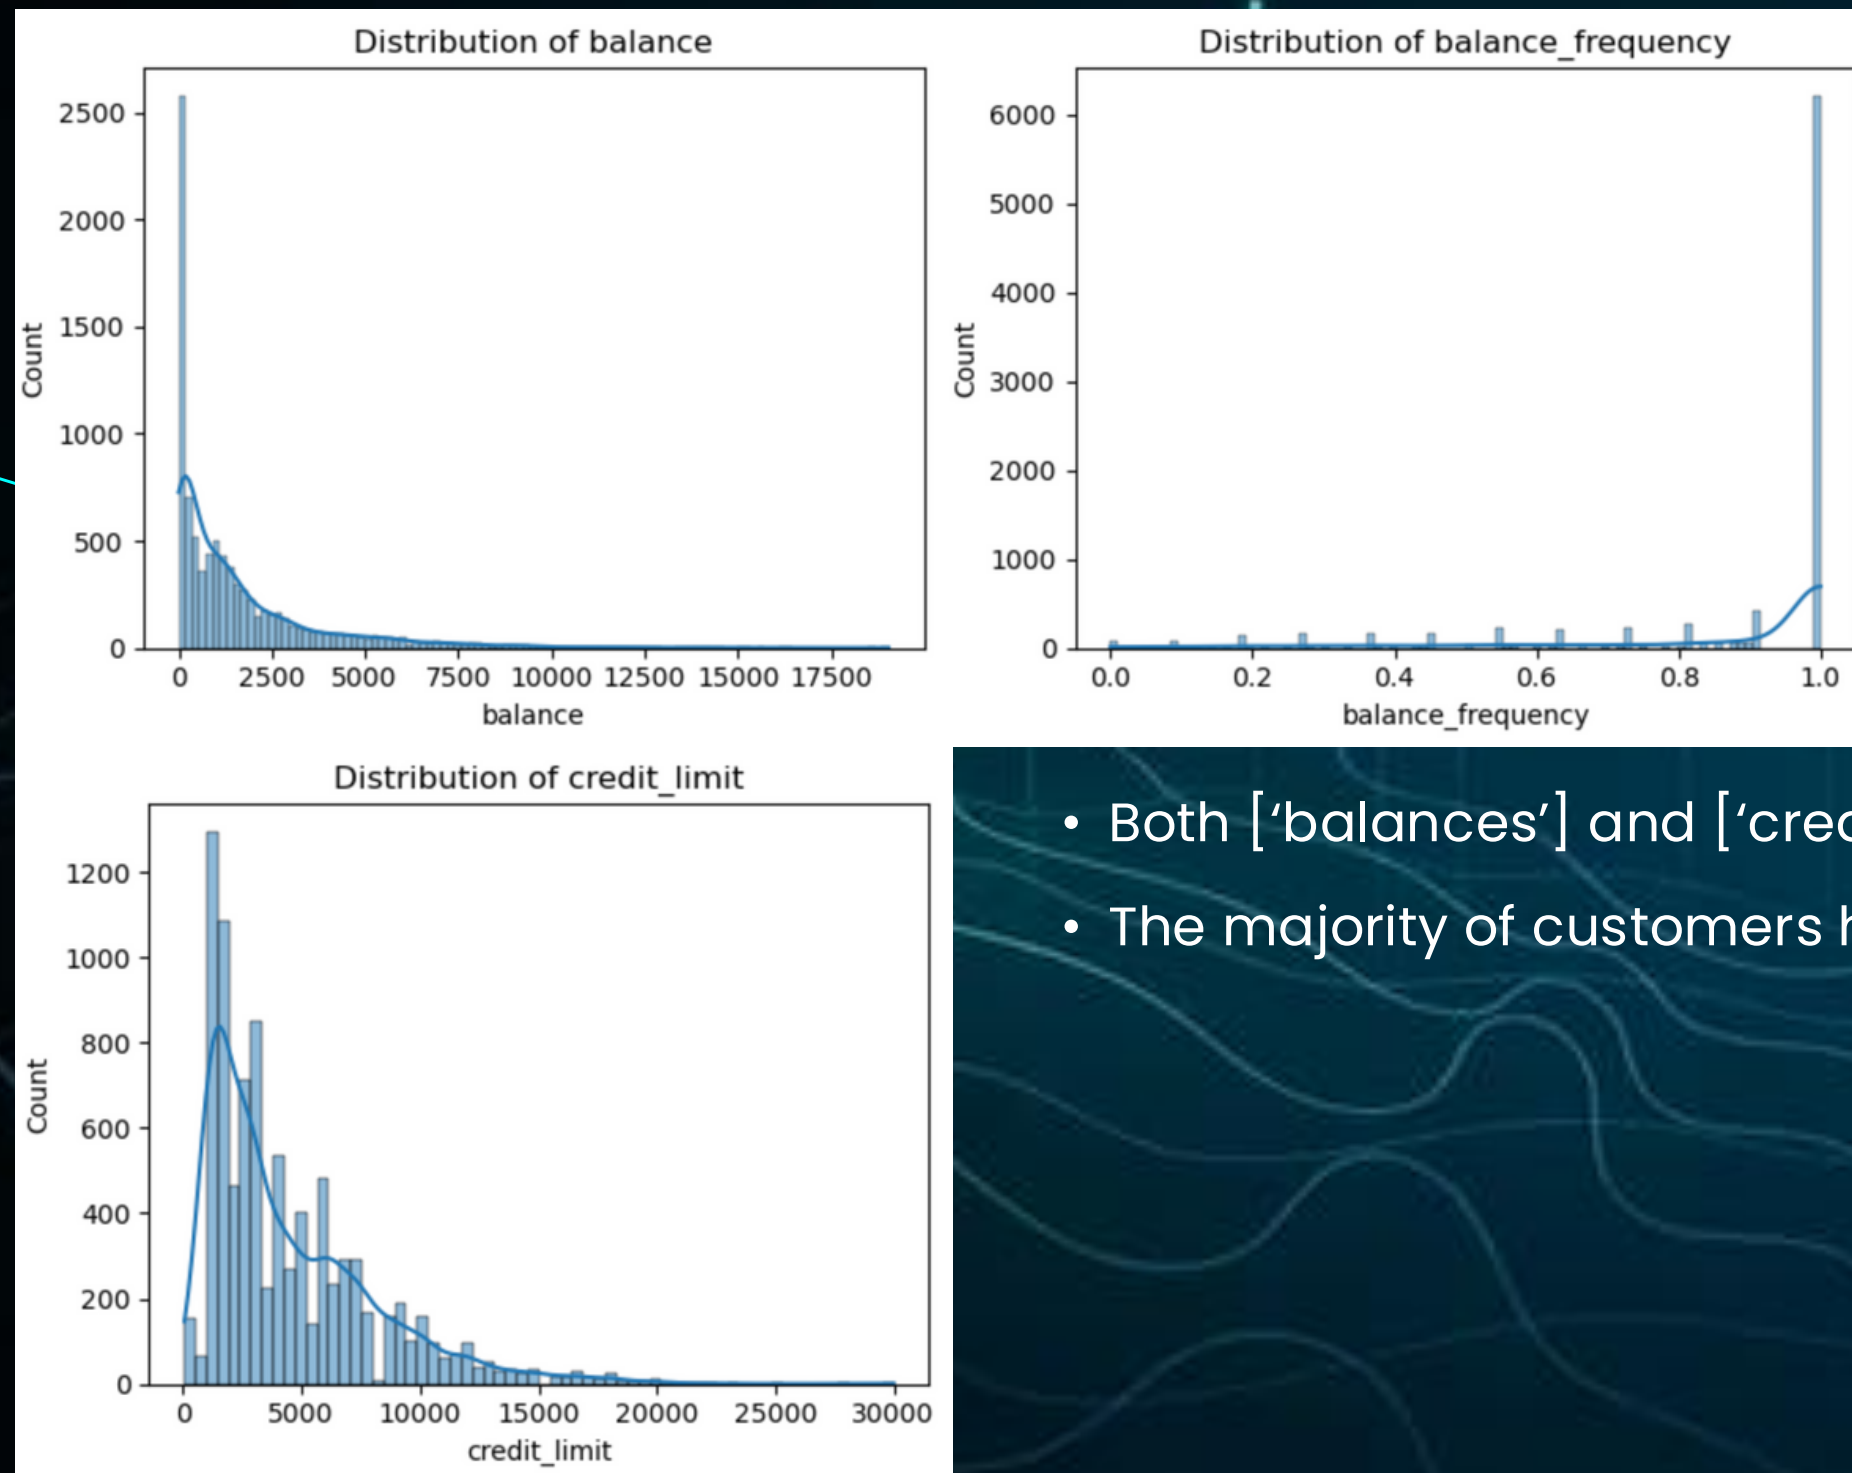 Distribution of balance
2500
2000
1500
1000
500
0
Count
0 2500 5000 7500 10000 12500 15000 17500
balance
Distribution of balance_frequency
6000
5000
4000
3000
2000
1000
0
Count
0.0 0.2 0.4 0.6 0.8 1.0
balance_frequency
Distribution of credit_limit
1200
1000
800
600
400
200
0
Count
0 5000 10000 15000 20000 25000 30000
credit_limit
• Both [‘balances’] and [‘cre
• The majority of customers